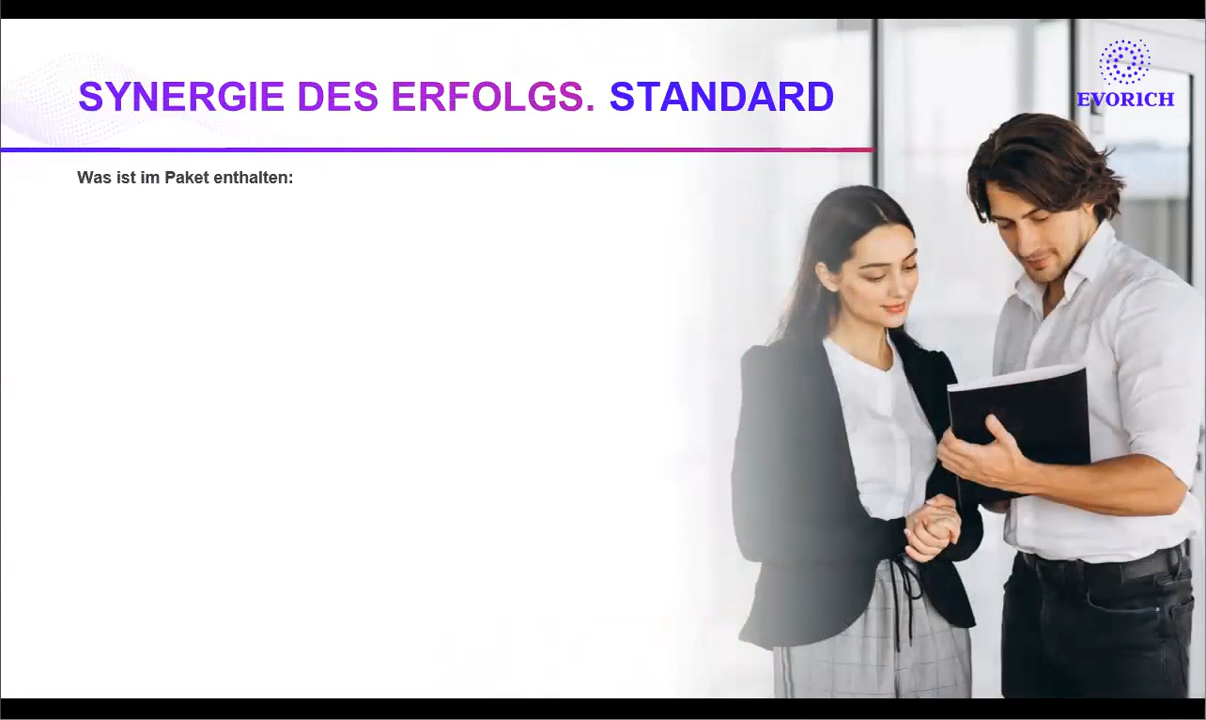 SYNERGIE DES ERFOLGS. STANDARD
EVORICH
Was ist im Paket enthalten: